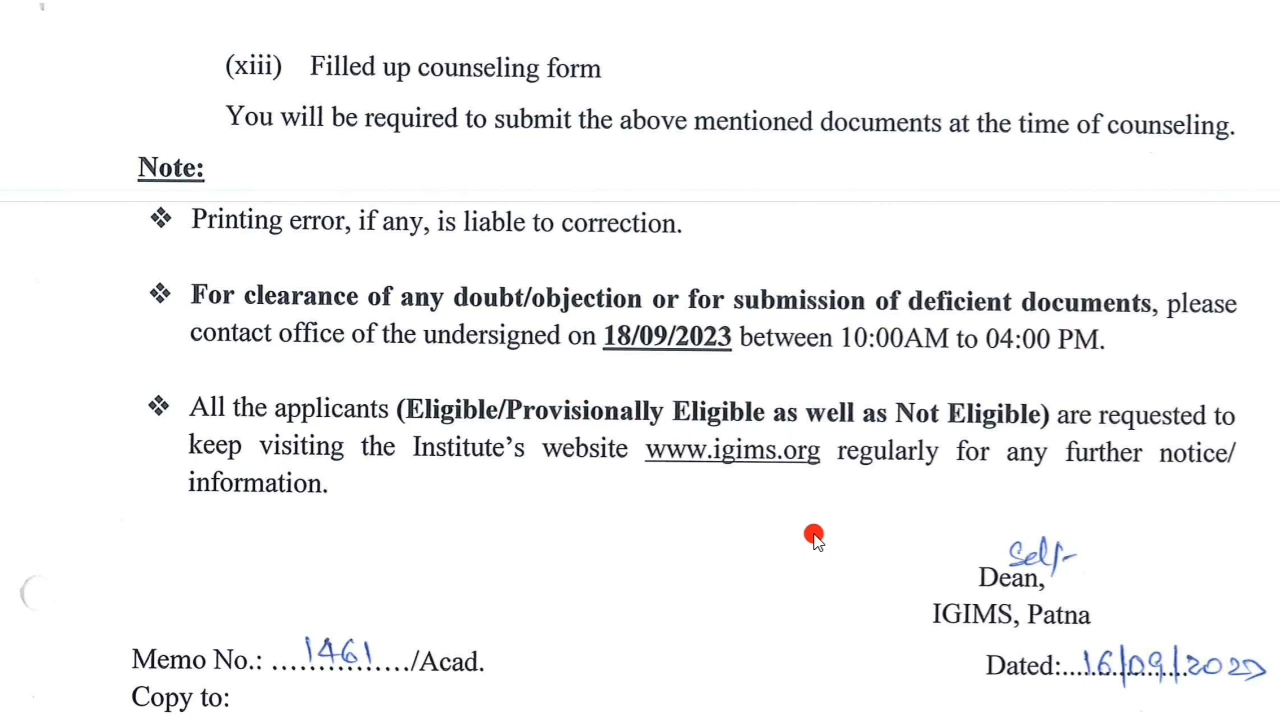 (xiii) Filled up counseling form
You will be required to submit the above mentioned documents at the time of counseling.
Note:
❖ Printing error, if any, is liable to correction.
❖ For clearance of any doubt/objection or for submission of deficient documents, please
contact office of the undersigned on 18/09/2023 between 10:00AM to 04:00 PM.
❖ All the applicants (Eligible/Provisionally Eligible as well as Not Eligible) are requested to
keep visiting the Institute's website www.igims.org regularly for any further notice/
information.
Dean,
IGIMS, Patna
Memo No.: ....1461..../Acad.
Dated:....16/09/2023
Copy to: